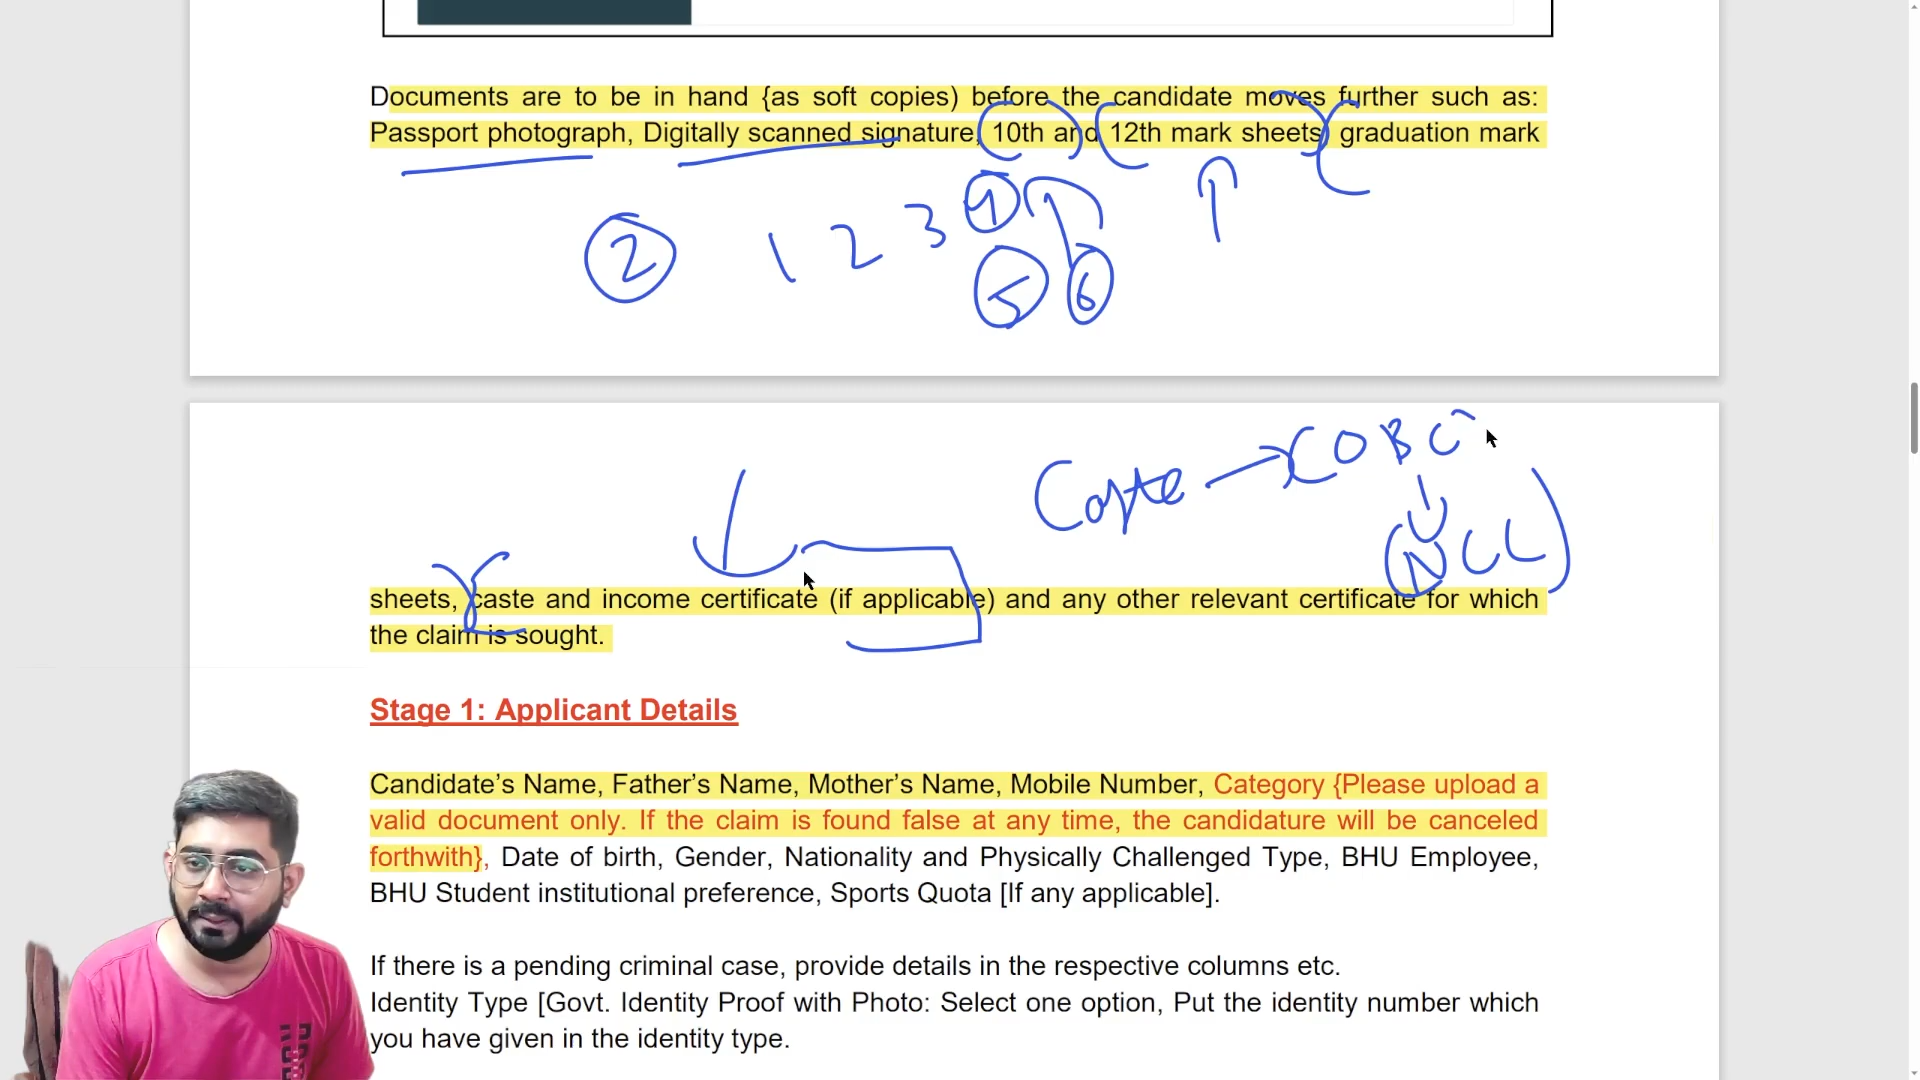 Documents are to be in hand {as soft copies) before the candidate moves further such as:
Passport photograph, Digitally scanned signature, 10th and 12th mark sheets, graduation mark
2 1 2 3 4
5 6
Caste → (OBC
NCL)
sheets, caste and income certificate (if applicable) and any other relevant certificate for which
the claim is sought.
Stage 1: Applicant Details
Candidate’s Name, Father’s Name, Mother’s Name, Mobile Number, Category {Please upload a
valid document only. If the claim is found false at any time, the candidature will be canceled
forthwith}, Date of birth, Gender, Nationality and Physically Challenged Type, BHU Employee,
BHU Student institutional preference, Sports Quota [If any applicable].
If there is a pending criminal case, provide details in the respective columns etc.
Identity Type [Govt. Identity Proof with Photo: Select one option, Put the identity number which
you have given in the identity type.